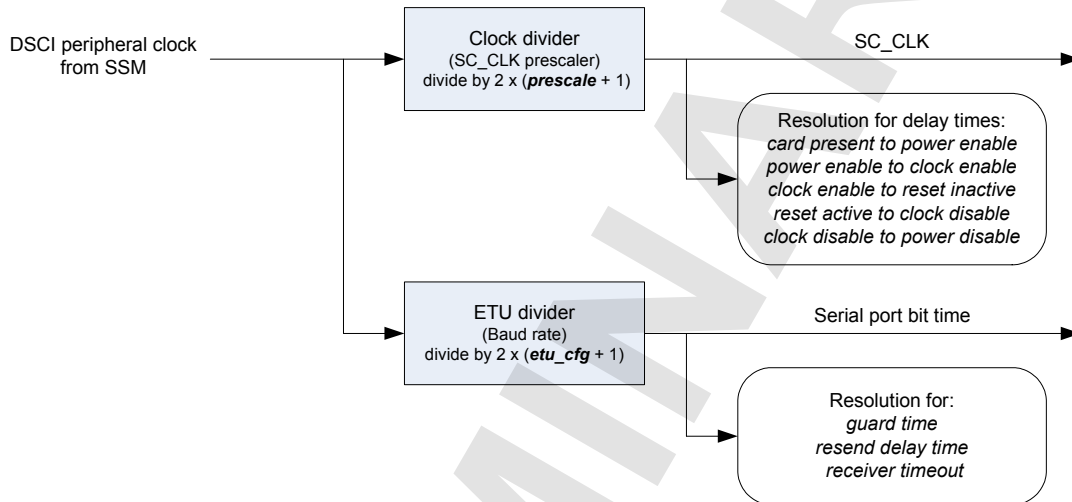 DSCI peripheral clock
from SSM
Clock divider
(SC_CLK prescaler)
divide by 2 x (prescale + 1)
SC_CLK
Resolution for delay times:
card present to power enable
power enable to clock enable
clock enable to reset inactive
reset active to clock disable
clock disable to power disable
ETU divider
(Baud rate)
divide by 2 x (etu_cfg + 1)
Serial port bit time
Resolution for:
guard time
resend delay time
receiver timeout
MINAR